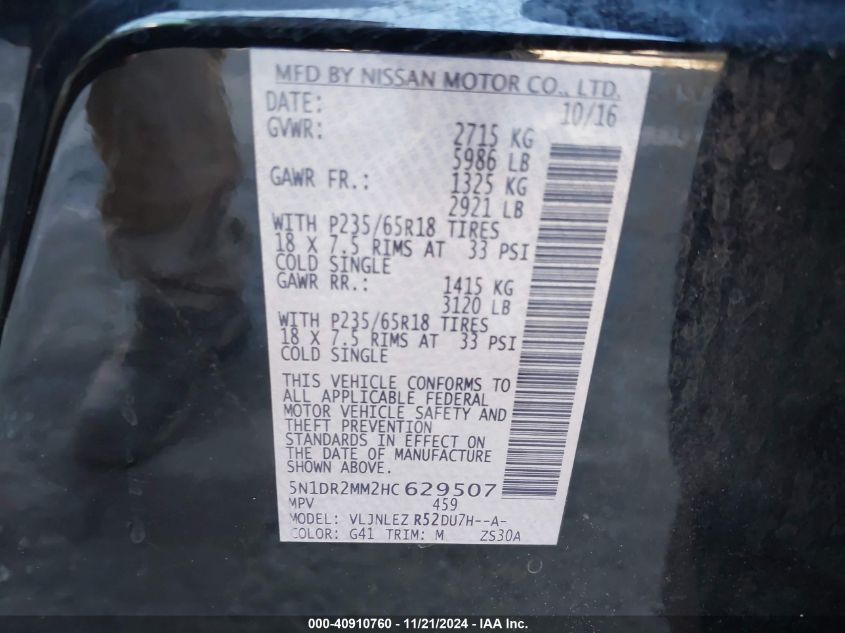 MFD BY NISSAN MOTOR CO., LTD.
DATE: 10/16
GVWR: 2715 KG
5986 LB
GAWR FR.: 1325 KG
2921 LB
WITH P235/65R18 TIRES
18 X 7.5 RIMS AT 33 PSI
COLD SINGLE
GAWR RR.: 1415 KG
3120 LB
WITH P235/65R18 TIRES
18 X 7.5 RIMS AT 33 PSI
COLD SINGLE
THIS VEHICLE CONFORMS TO
ALL APPLICABLE FEDERAL
MOTOR VEHICLE SAFETY AND
THEFT PREVENTION
STANDARDS IN EFFECT ON
THE DATE OF MANUFACTURE
SHOWN ABOVE.
5N1DR2MM2HC629507
MPV 459
MODEL: VLJNLEZ R52DU7H--A-
COLOR: G41 TRIM: M ZS30A
000-40910760 - 11/21/2024 - IAA Inc.